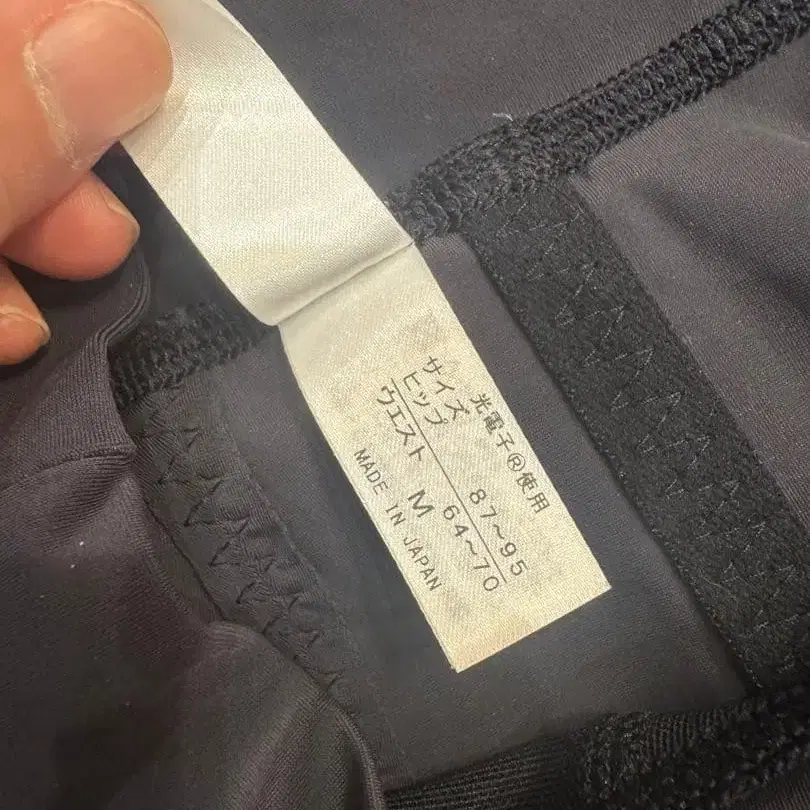 光電子®使用
サイズ
ヒップ 87～95
ウエスト 64～70
M
MADE IN JAPAN